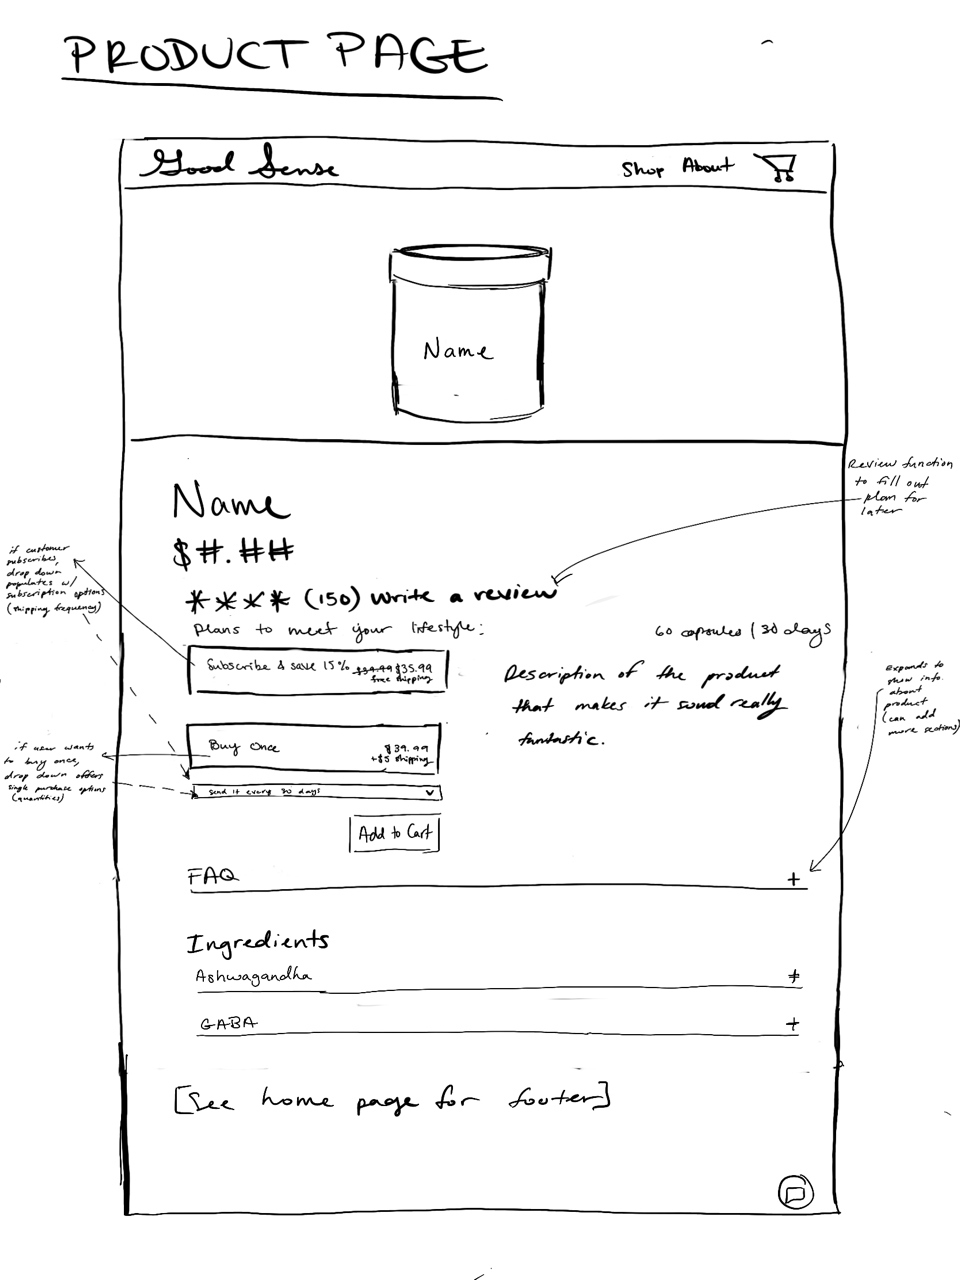 PRODUCT PAGE
Good Sense
Shop About
Name
Review function
to fill out
plan for
later
Name
$#.##
**** (150) write a review
Plans to meet your lifestyle:
60 capsules | 30 days
if customer
subscribes,
drop down
populates w/
subscription options
(shipping frequency)
Subscribe & save 15% $39.99 $35.99
free shipping
Description of the product
that makes it sound really
fantastic.
expands to
show info.
about
product
(can add
more sections)
if user wants
to buy once,
drop down offers
single purchase options
(quantities)
Buy Once
$39.99
+$5 shipping
Send it every 30 days
Add to Cart
FAQ +
Ingredients
Ashwagandha +
GABA +
[See home page for footer]